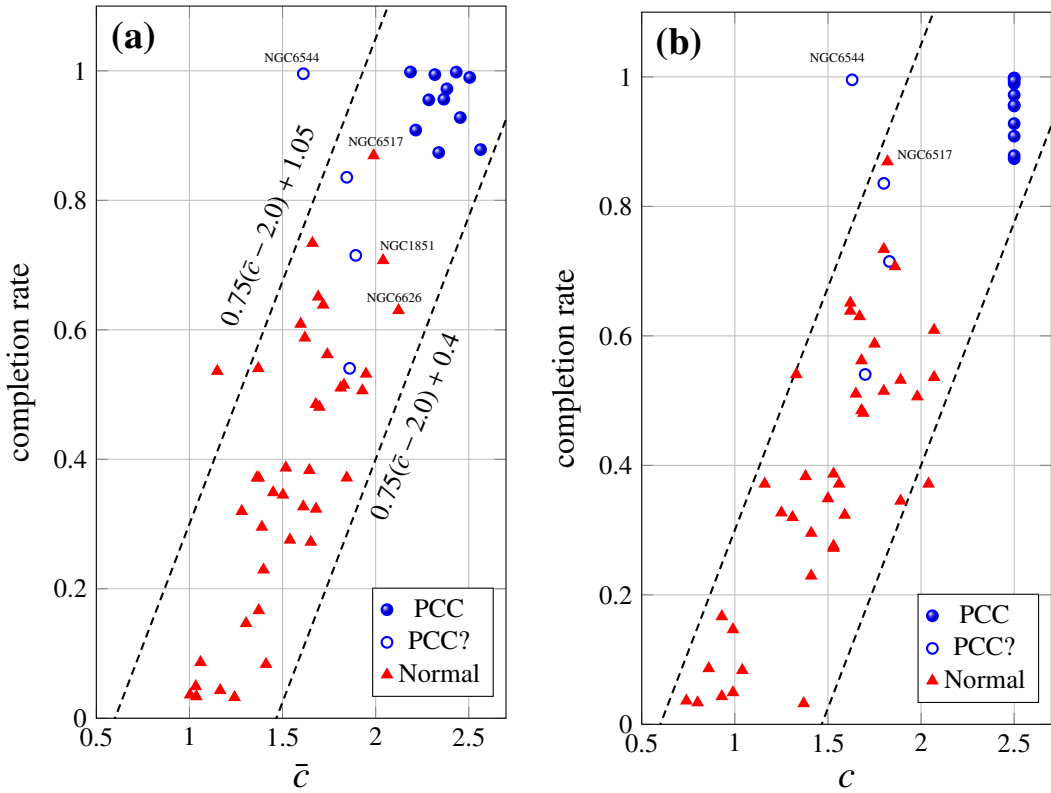 (a)
NGC6544
NGC6517
NGC1851
NGC6626
0.75(c̄ − 2.0) + 1.05
0.75(c̄ − 2.0) + 0.4
completion rate
1
0.8
0.6
0.4
0.2
0
0.5 1 1.5 2 2.5
c̄
PCC
PCC?
Normal
(b)
NGC6544
NGC6517
completion rate
1
0.8
0.6
0.4
0.2
0
0.5 1 1.5 2 2.5
c
PCC
PCC?
Normal